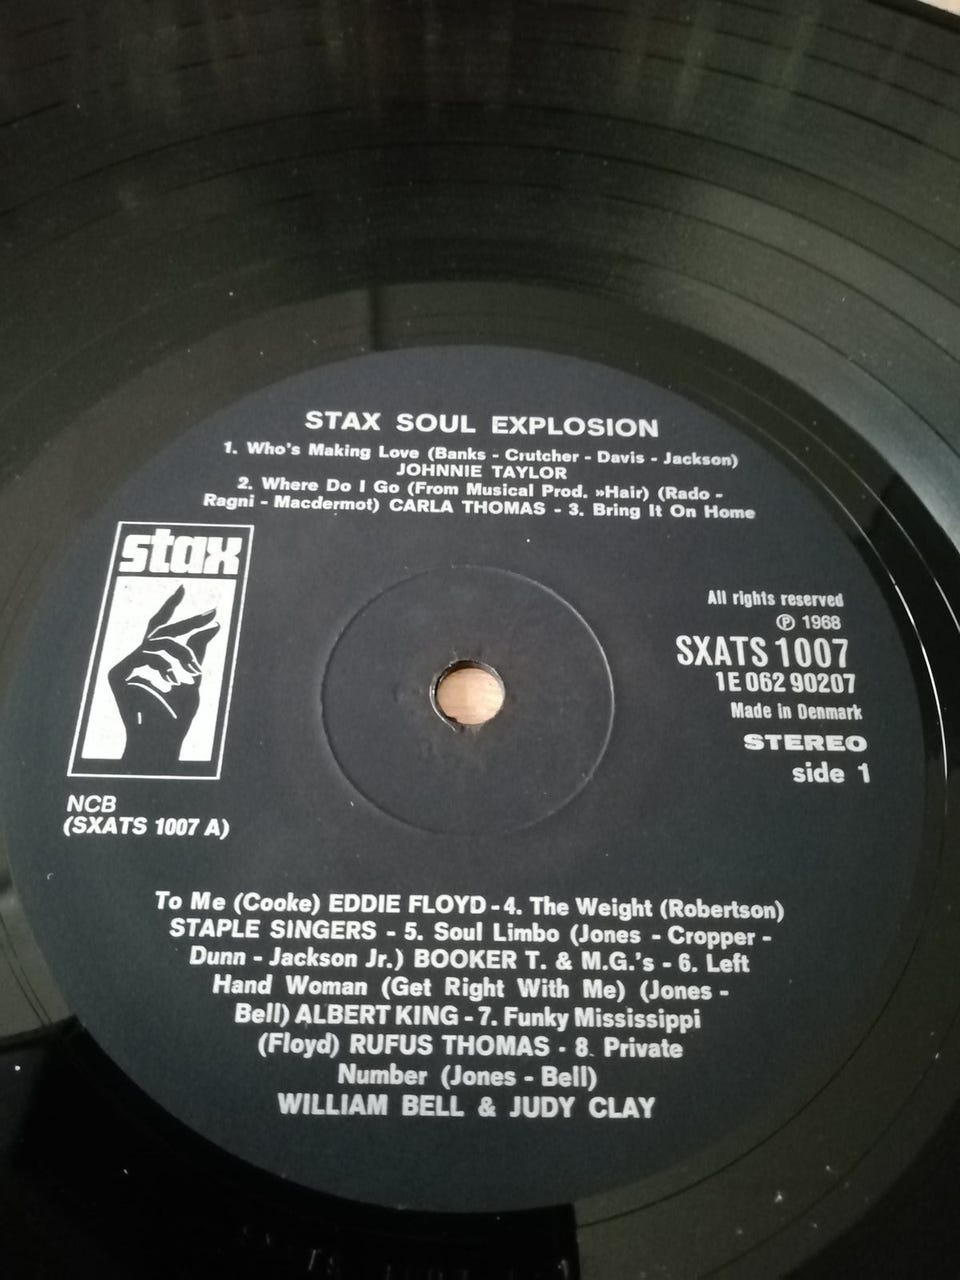 STAX SOUL EXPLOSION
1. Who's Making Love (Banks - Crutcher - Davis - Jackson)
JOHNNIE TAYLOR
2. Where Do I Go (From Musical Prod. »Hair) (Rado -
Ragni - Macdermot) CARLA THOMAS - 3. Bring It On Home
stax
All rights reserved
Ⓟ 1968
SXATS 1007
1E 062 90207
Made in Denmark
STEREO
side 1
NCB
(SXATS 1007 A)
To Me (Cooke) EDDIE FLOYD - 4. The Weight (Robertson)
STAPLE SINGERS - 5. Soul Limbo (Jones - Cropper -
Dunn - Jackson Jr.) BOOKER T. & M.G.'s - 6. Left
Hand Woman (Get Right With Me) (Jones -
Bell) ALBERT KING - 7. Funky Mississippi
(Floyd) RUFUS THOMAS - 8. Private
Number (Jones - Bell)
WILLIAM BELL & JUDY CLAY